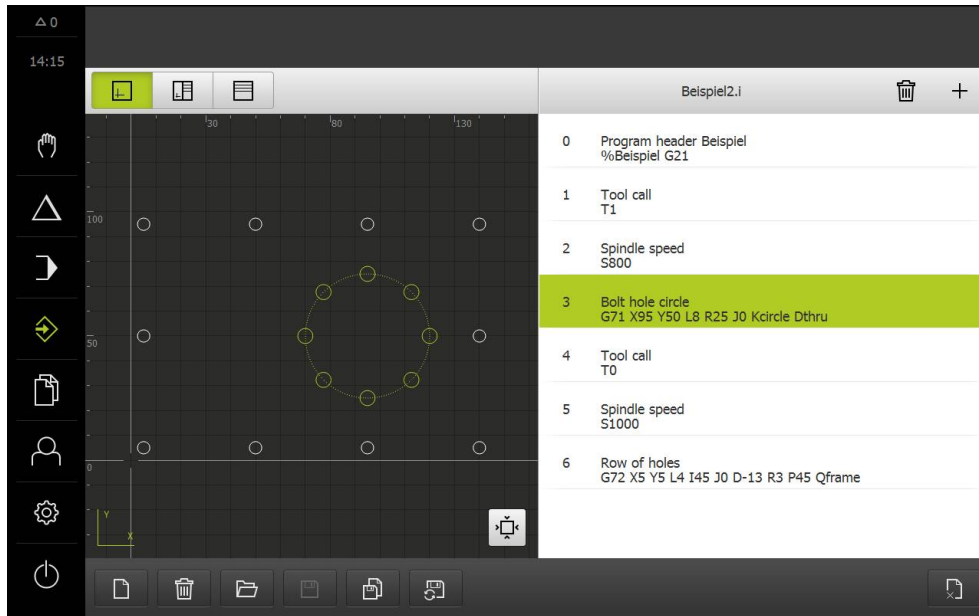 0
14:15
Beispiel2.i
30
80
130
100
50
0
Y
X
0 Program header Beispiel
%Beispiel G21
1 Tool call
T1
2 Spindle speed
S800
3 Bolt hole circle
G71 X95 Y50 L8 R25 J0 Kcircle Dthru
4 Tool call
T0
5 Spindle speed
S1000
6 Row of holes
G72 X5 Y5 L4 I45 J0 D-13 R3 P45 Qframe